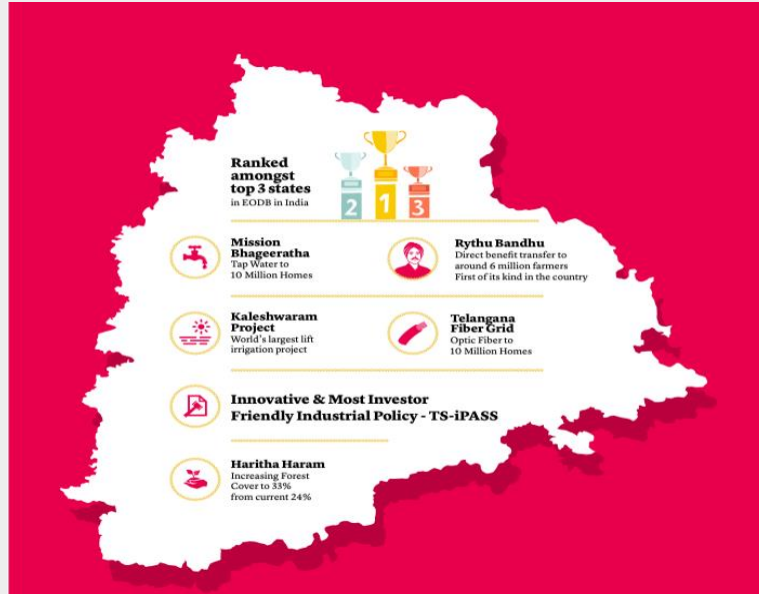 Ranked
amongst
top 3 states
in EODB in India
2
1
3
Mission
Bhageeratha
Tap Water to
10 Million Homes
Rythu Bandhu
Direct benefit transfer to
around 6 million farmers
First of its kind in the country
Kaleshwaram
Project
World's largest lift
irrigation project
Telangana
Fiber Grid
Optic Fiber to
10 Million Homes
Innovative & Most Investor
Friendly Industrial Policy - TS-iPASS
Haritha Haram
Increasing Forest
Cover to 33%
from current 24%